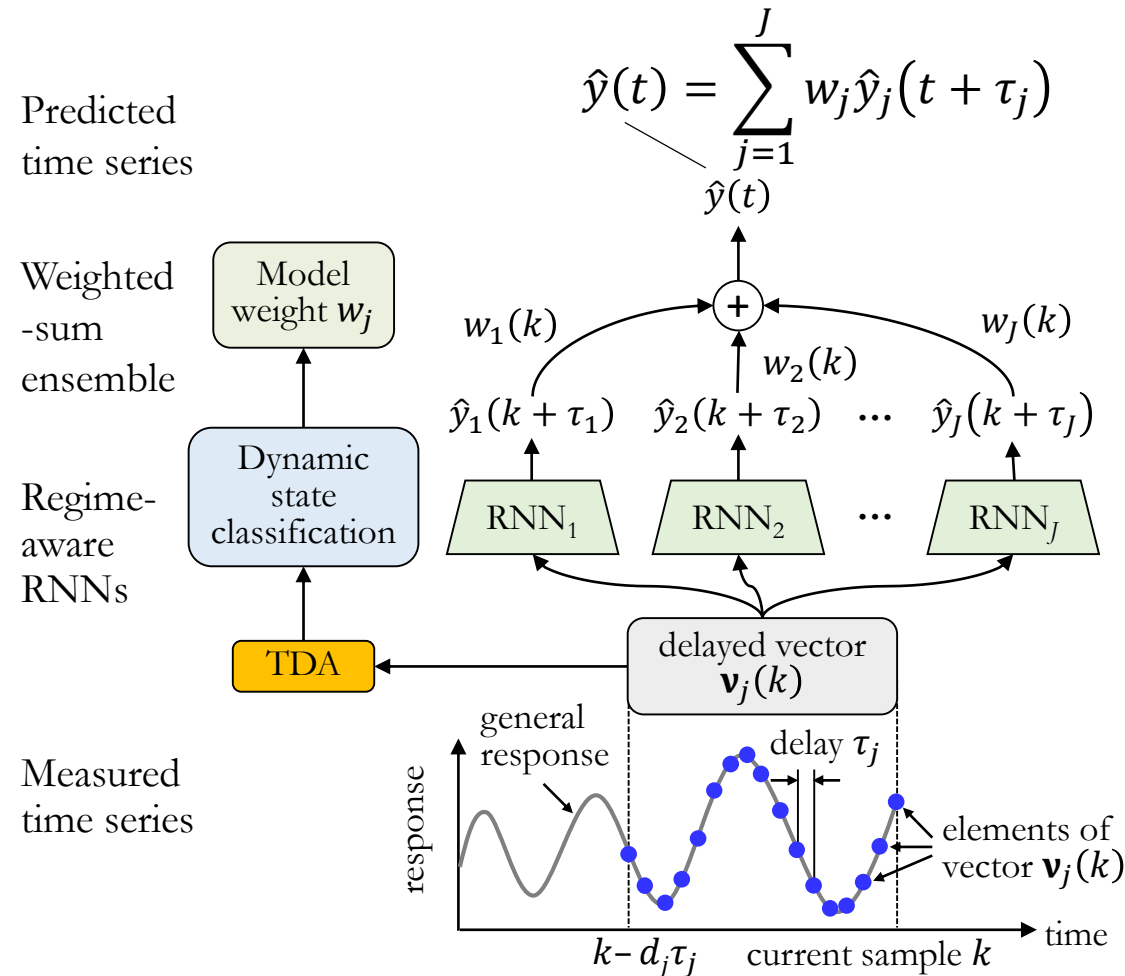 ŷ(t) = ∑_{j=1}^{J} w_j ŷ_j(t + τ_j)
Predicted
time series
ŷ(t)
Weighted
-sum
ensemble
Model
weight w_j
+
w_1(k)
w_2(k)
w_J(k)
ŷ_1(k + τ_1)
ŷ_2(k + τ_2)
...
ŷ_J(k + τ_J)
Regime-
aware
RNNs
Dynamic
state
classification
RNN_1
RNN_2
...
RNN_J
TDA
delayed vector
v_j(k)
Measured
time series
general
response
delay τ_j
response
elements of
vector v_j(k)
time
k − d_j τ_j
current sample k